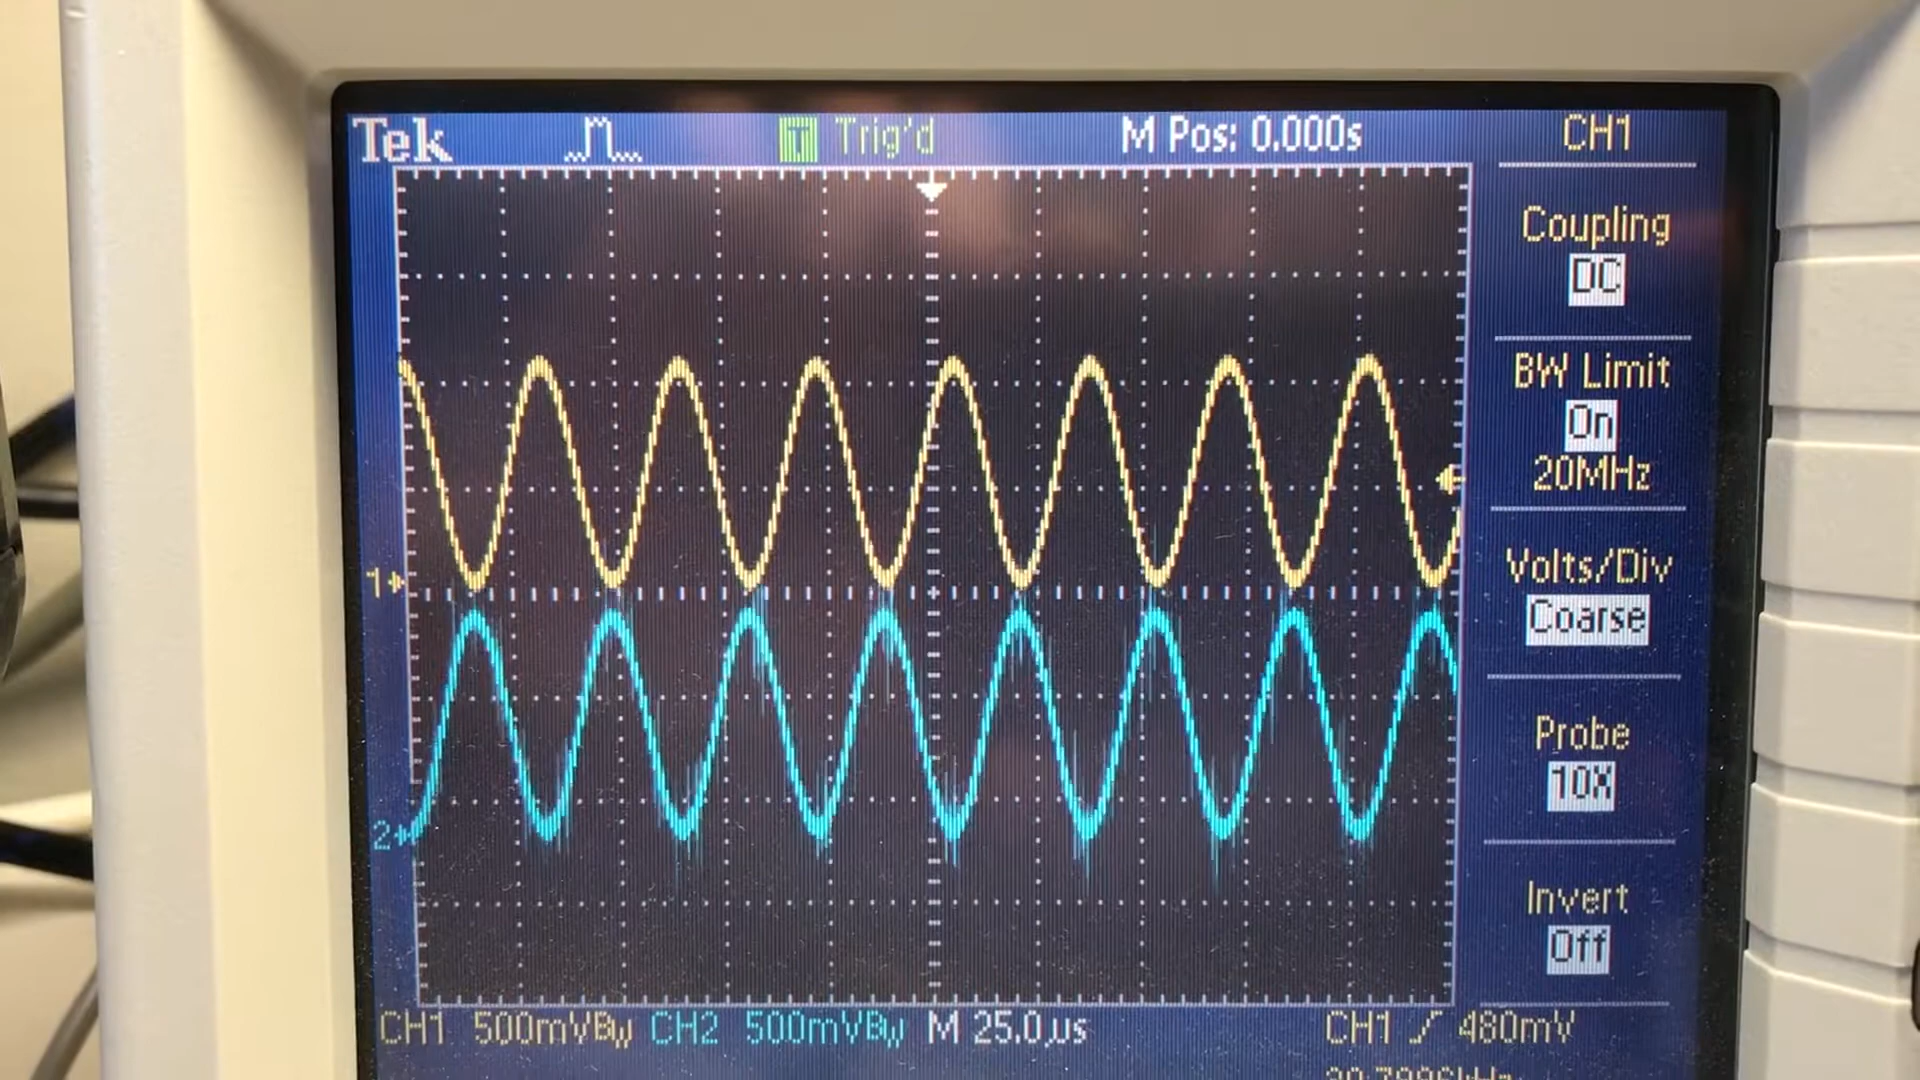 Tek T Trig'd M Pos: 0.000s CH1
Coupling
DC
BW Limit
On
20MHz
1
Volts/Div
Coarse
Probe
10X
2
Invert
Off
CH1 500mVBw CH2 500mVBw M 25.0µs CH1 480mV